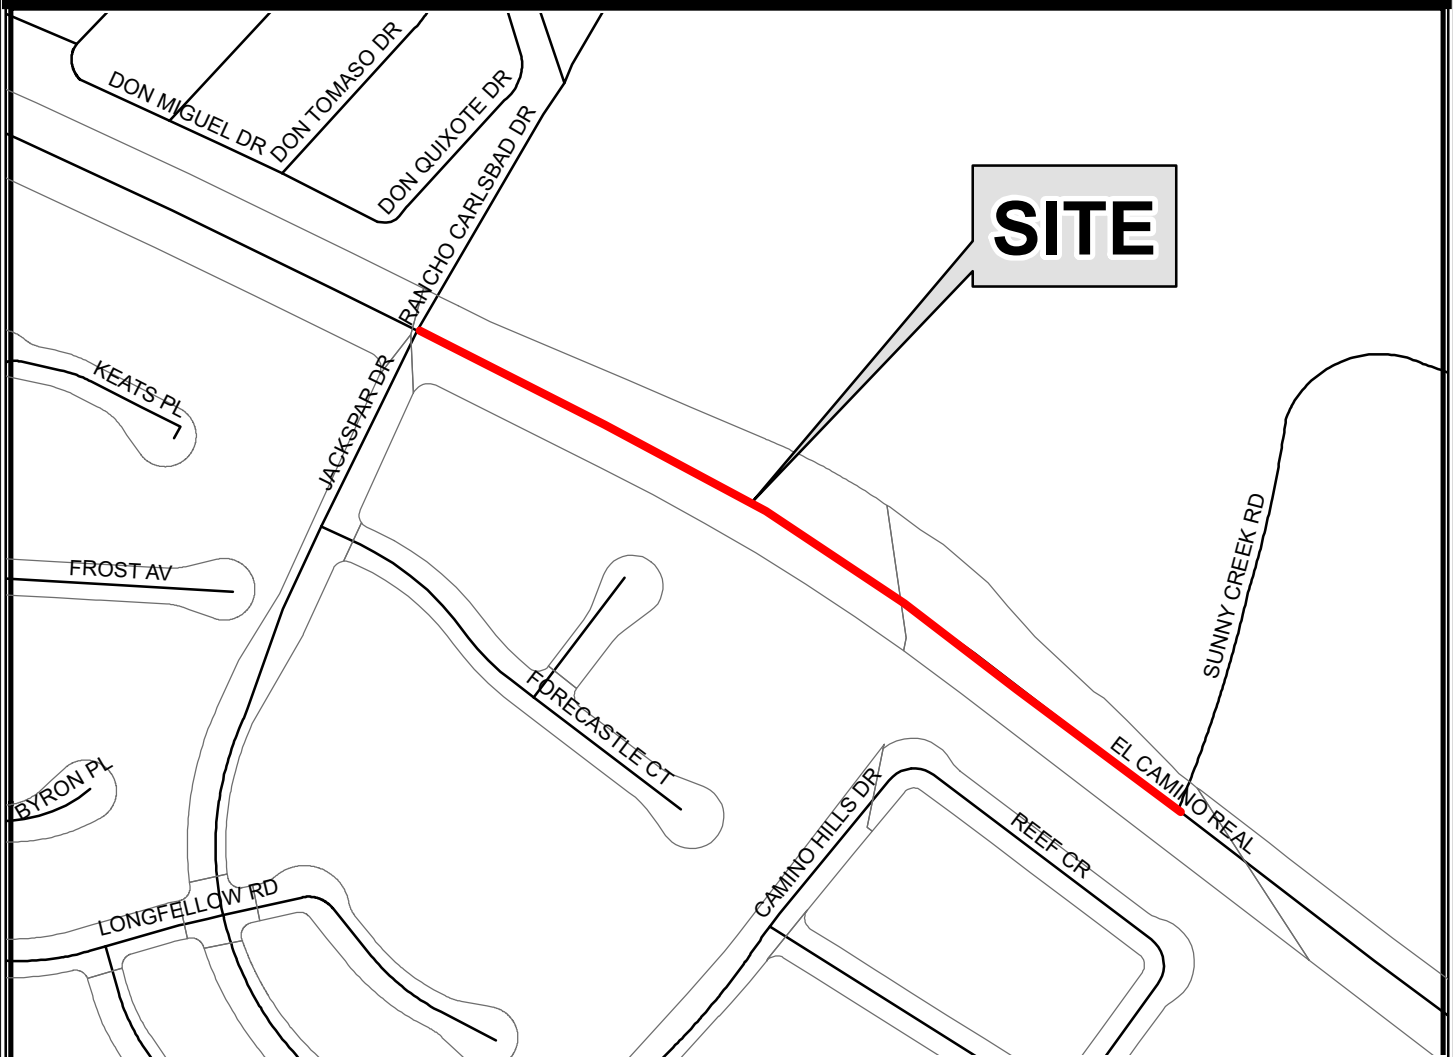 DON TOMASO DR
DON MIGUEL DR
DON QUIXOTE DR
RANCHO CARLSBAD DR
SITE
KEATS PL
JACKSPAR DR
FROST AV
SUNNY CREEK RD
FORECASTLE CT
EL CAMINO REAL
BYRON PL
CAMINO HILLS DR
REEF CR
LONGFELLOW RD